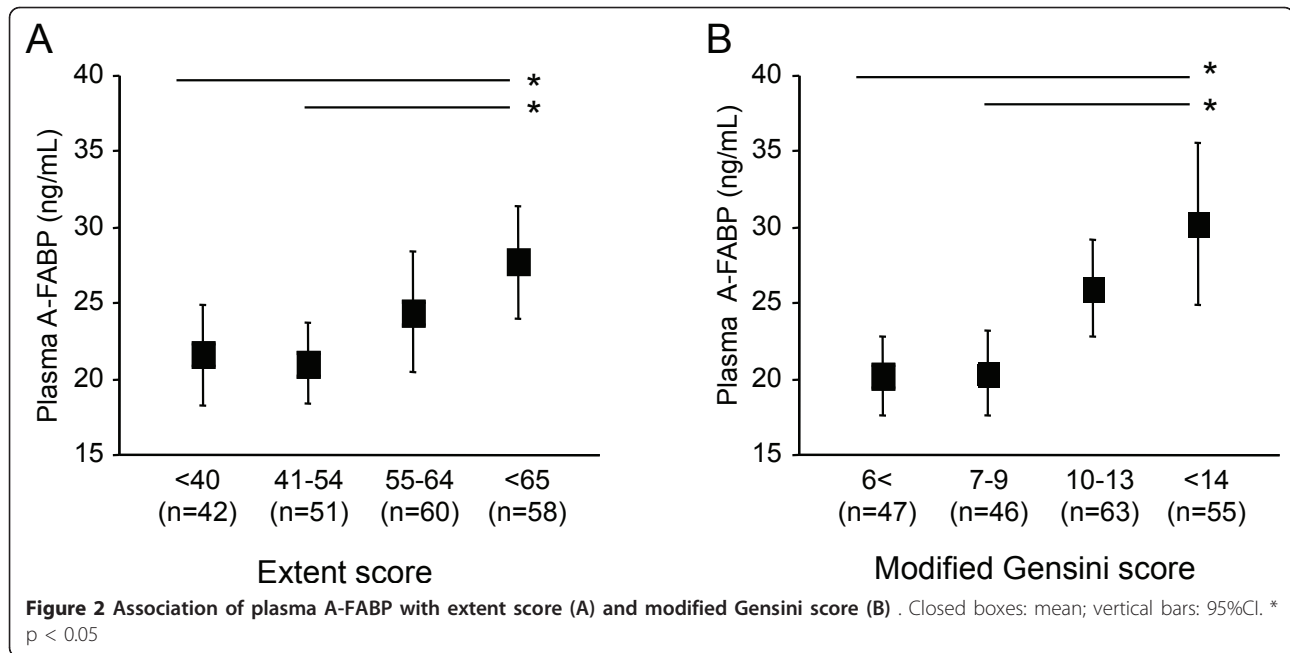 A
Plasma A-FABP (ng/mL)
40
35
30
25
20
15
*
*
<40 41-54 55-64 <65
(n=42) (n=51) (n=60) (n=58)
Extent score
B
Plasma A-FABP (ng/mL)
40
35
30
25
20
15
*
*
6< 7-9 10-13 <14
(n=47) (n=46) (n=63) (n=55)
Modified Gensini score
Figure 2 Association of plasma A-FABP with extent score (A) and modified Gensini score (B) . Closed boxes: mean; vertical bars: 95%CI. *
p < 0.05